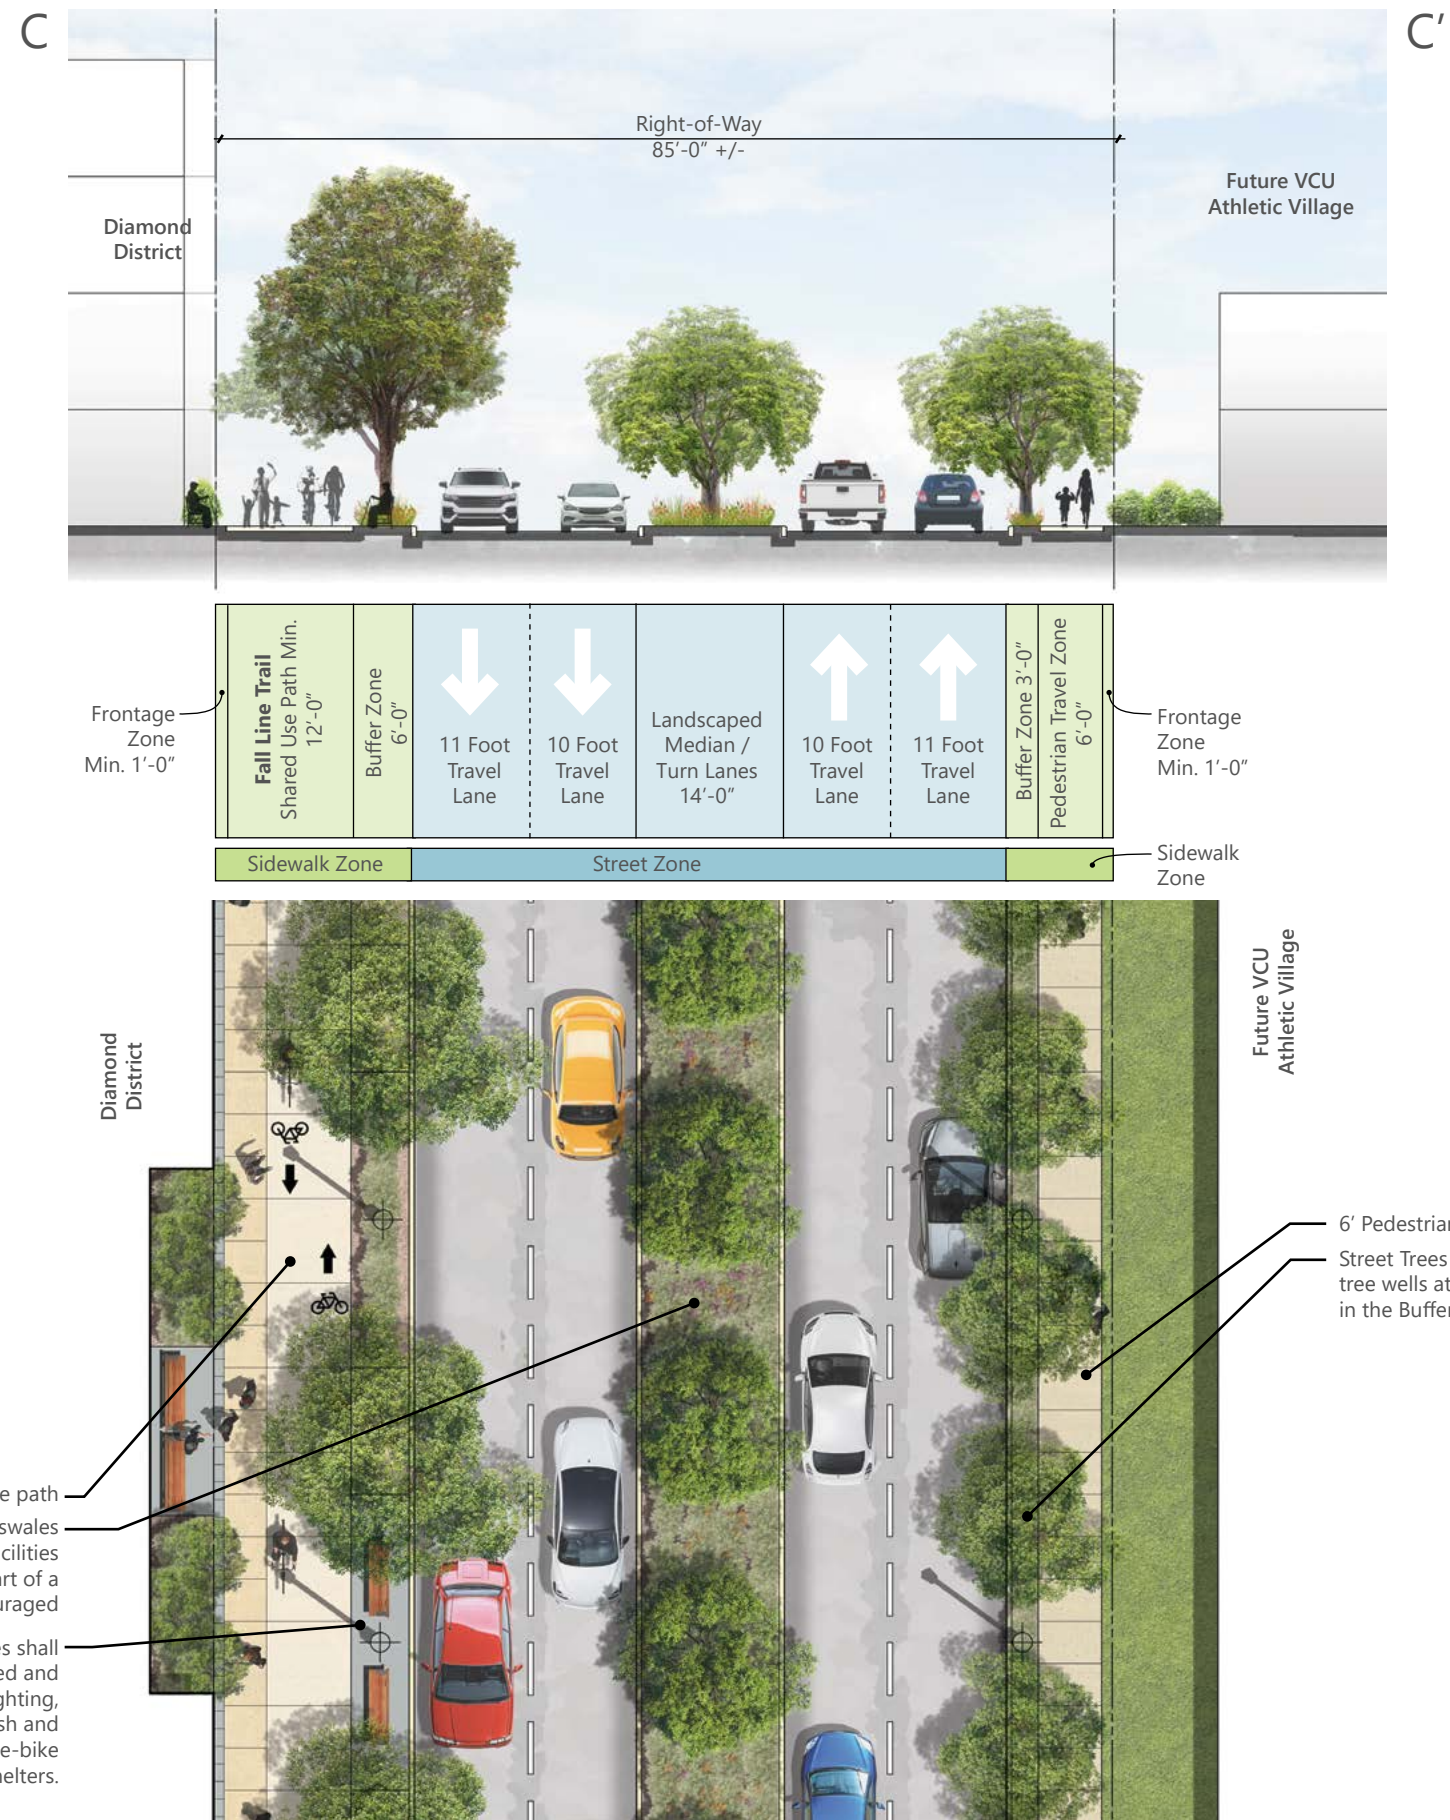 C
C’
Right-of-Way
85’-0” +/-
Diamond
District
Future VCU
Athletic Village
Frontage
Zone
Min. 1’-0”
Fall Line Trail
Shared Use Path Min.
12’-0”
Buffer Zone
6’-0”
11 Foot
Travel
Lane
10 Foot
Travel
Lane
Landscaped
Median /
Turn Lanes
14’-0”
10 Foot
Travel
Lane
11 Foot
Travel
Lane
Buffer Zone 3’-0”
Pedestrian Travel Zone
6’-0”
Frontage
Zone
Min. 1’-0”
Sidewalk Zone
Street Zone
Sidewalk
Zone
Diamond
District
Future VCU
Athletic Village
6’ Pedestrian
Street Trees
tree wells at
in the Buffer
e path
swales
cilities
art of a
uraged
es shall
ed and
ghting,
sh and
e-bike
helters.